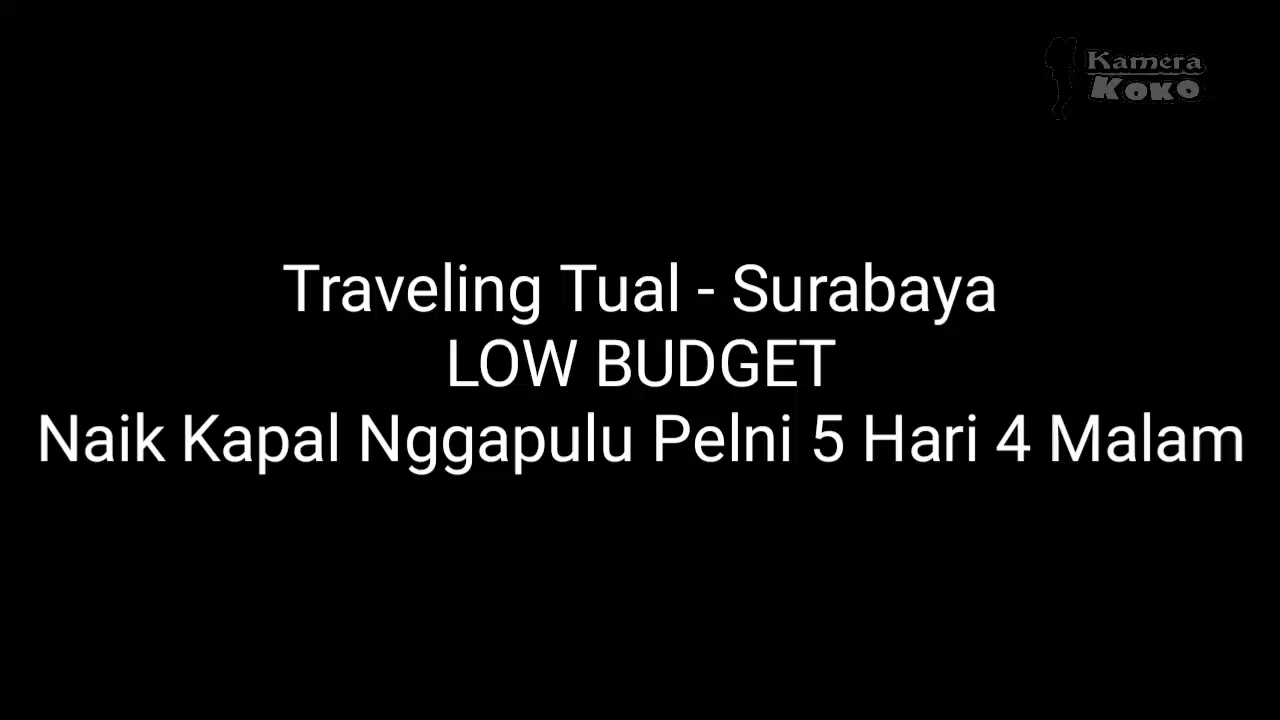 Kamera
Koko
Traveling Tual - Surabaya
LOW BUDGET
Naik Kapal Nggapulu Pelni 5 Hari 4 Malam